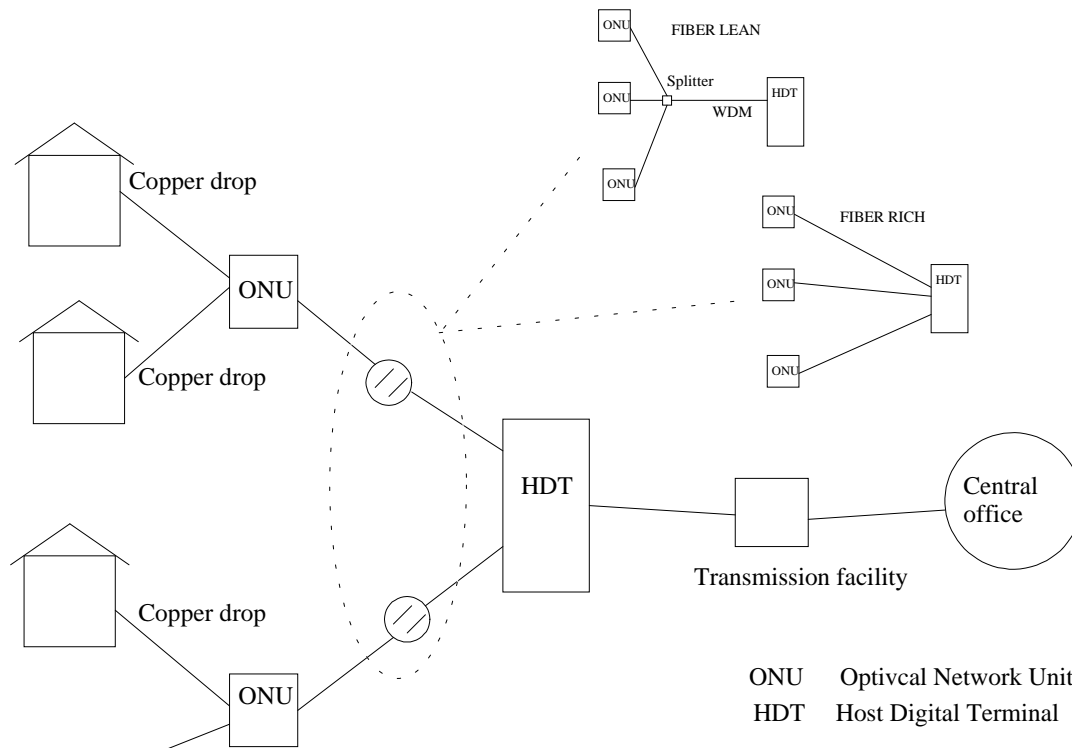 ONU
FIBER LEAN
Splitter
HDT
ONU
WDM
ONU
Copper drop
ONU
FIBER RICH
ONU
HDT
ONU
ONU
Copper drop
HDT
Central
office
Transmission facility
Copper drop
ONU
ONU Optivcal Network Unit
HDT Host Digital Terminal